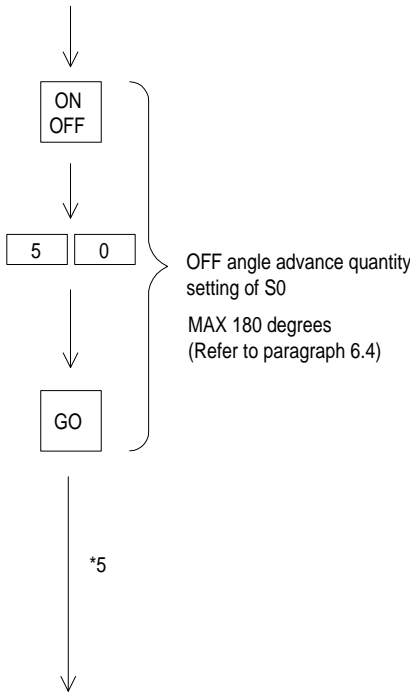 ON
OFF
5 0
OFF angle advance quantity
setting of S0
MAX 180 degrees
(Refer to paragraph 6.4)
GO
*5